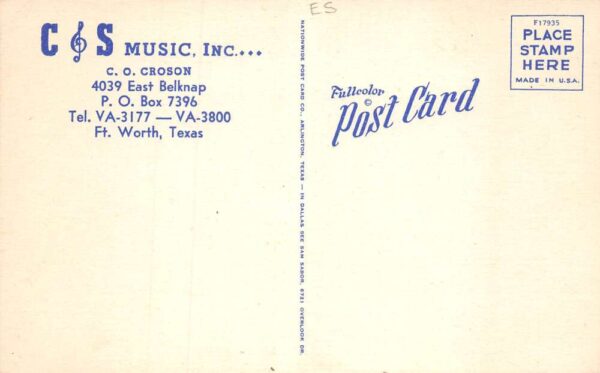 C & S MUSIC, INC....
C. O. CROSON
4039 East Belknap
P. O. Box 7396
Tel. VA-3177 — VA-3800
Ft. Worth, Texas
ES
NATIONWIDE POST CARD CO., ARLINGTON, TEXAS — IN DALLAS SEE SAM SABOR, 6721 OVERLOOK DR.
Fullcolor
©
Post Card
F17935
PLACE
STAMP
HERE
MADE IN U.S.A.